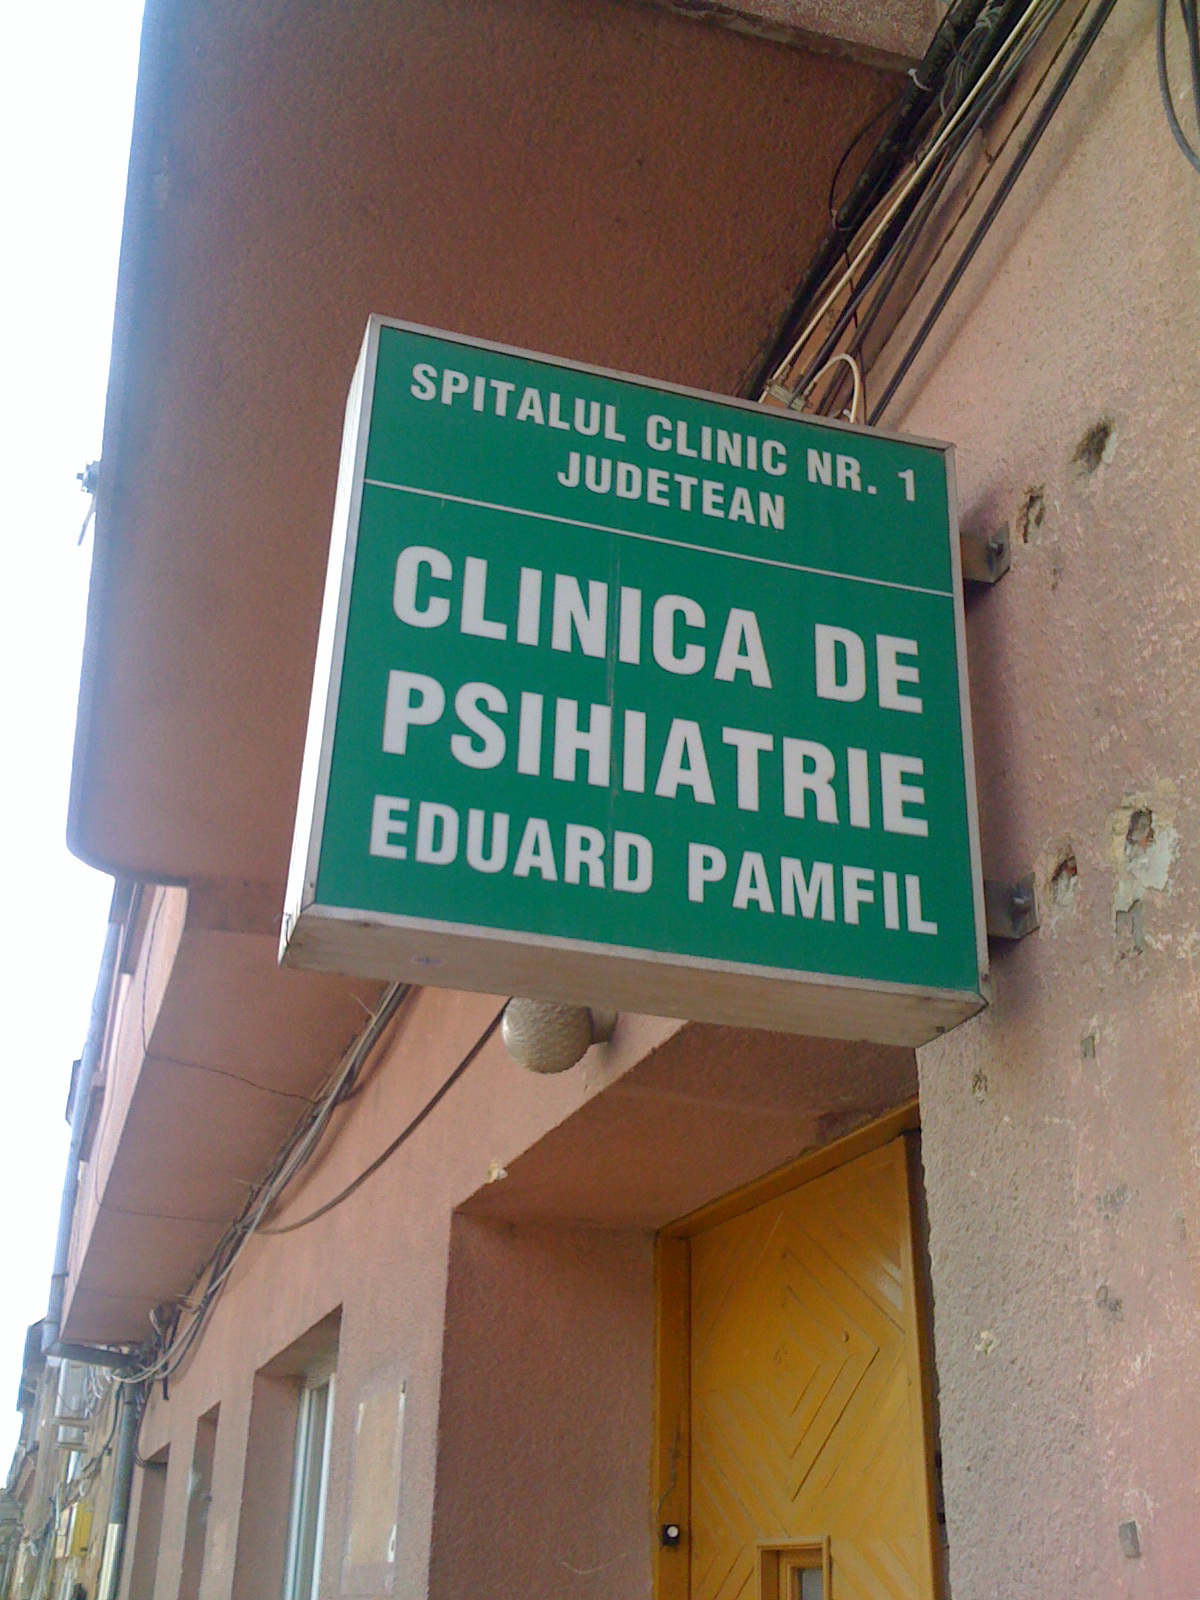 SPITALUL CLINIC NR. 1
JUDETEAN
CLINICA DE
PSIHIATRIE
EDUARD PAMFIL